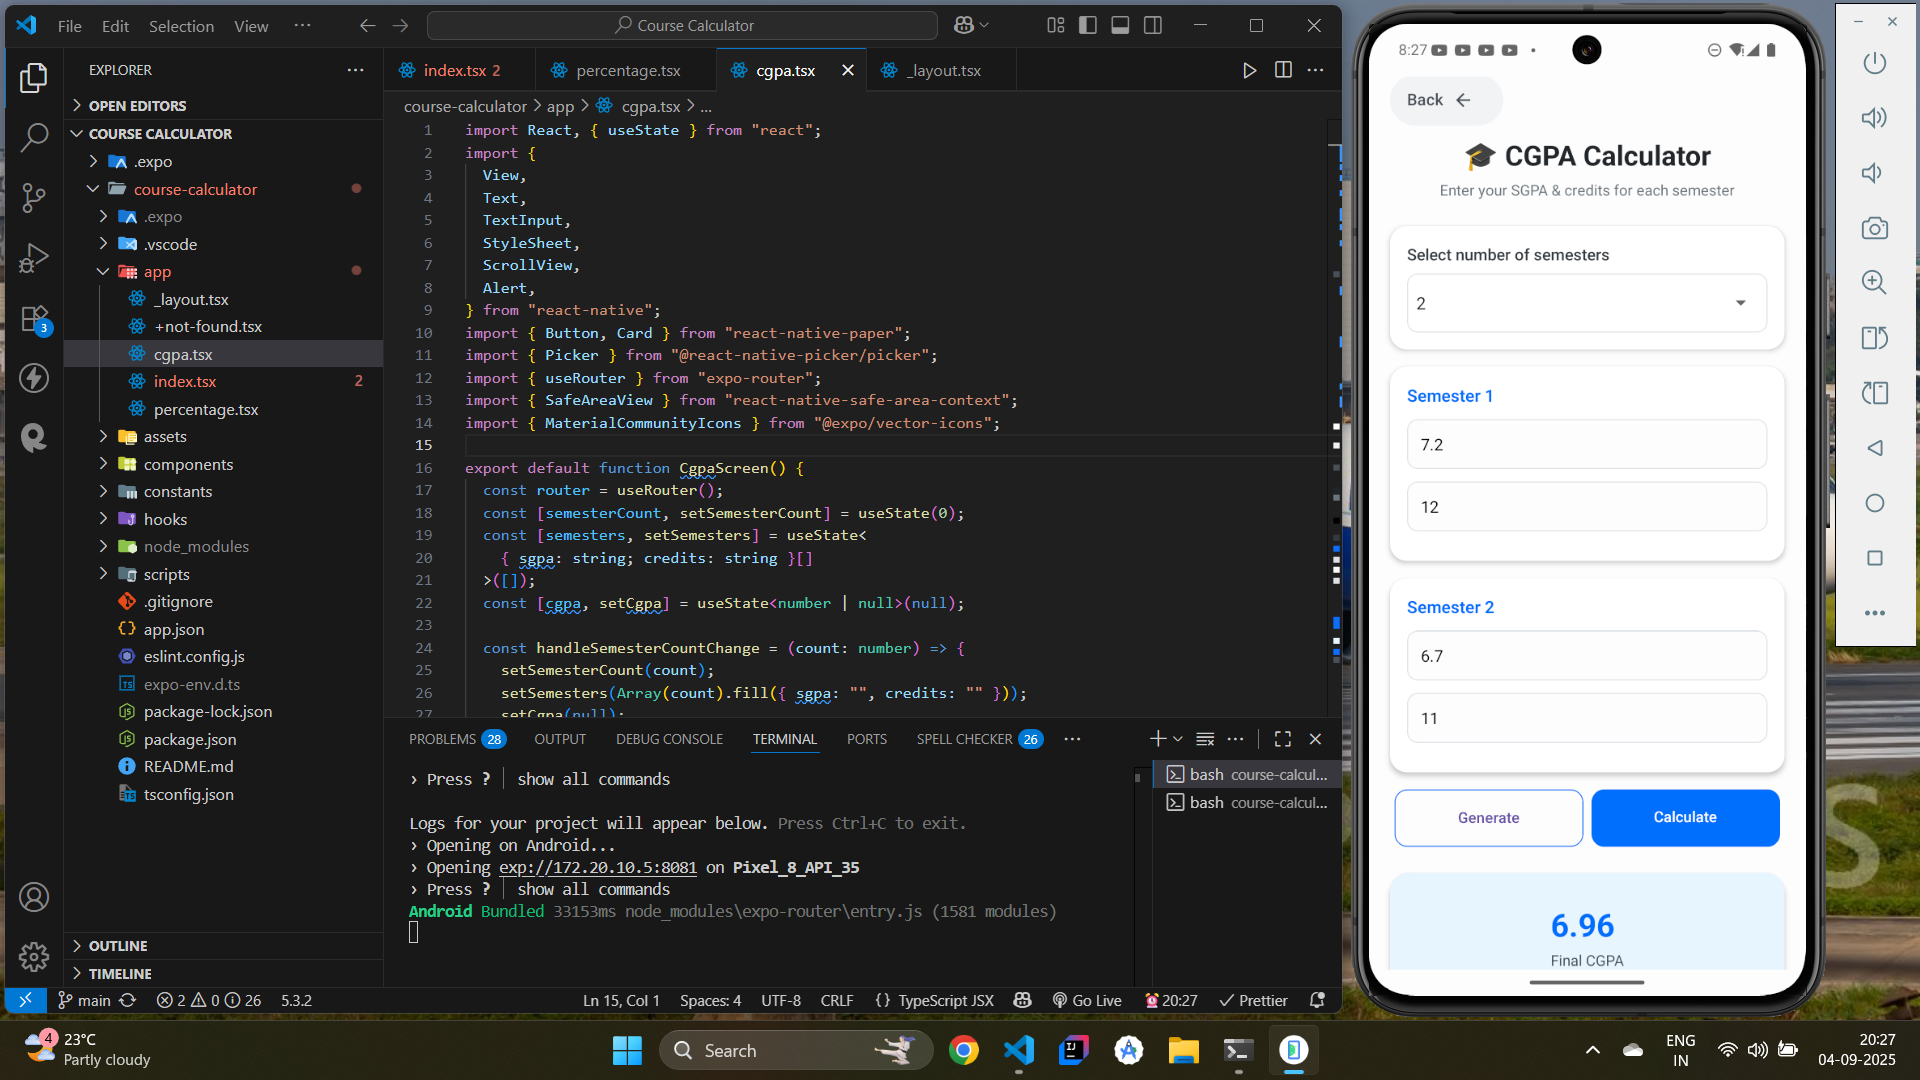 File Edit Selection View ···
Course Calculator
EXPLORER
OPEN EDITORS
COURSE CALCULATOR
.expo
course-calculator
.expo
.vscode
app
_layout.tsx
+not-found.tsx
cgpa.tsx
index.tsx 2
percentage.tsx
assets
components
constants
hooks
node_modules
scripts
.gitignore
app.json
eslint.config.js
expo-env.d.ts
package-lock.json
package.json
README.md
tsconfig.json
OUTLINE
TIMELINE
3
index.tsx 2
percentage.tsx
cgpa.tsx
_layout.tsx
course-calculator > app > cgpa.tsx > ...
1 import React, { useState } from "react";
2 import {
3 View,
4 Text,
5 TextInput,
6 StyleSheet,
7 ScrollView,
8 Alert,
9 } from "react-native";
10 import { Button, Card } from "react-native-paper";
11 import { Picker } from "@react-native-picker/picker";
12 import { useRouter } from "expo-router";
13 import { SafeAreaView } from "react-native-safe-area-context";
14 import { MaterialCommunityIcons } from "@expo/vector-icons";
15
16 export default function CgpaScreen() {
17 const router = useRouter();
18 const [semesterCount, setSemesterCount] = useState(0);
19 const [semesters, setSemesters] = useState<
20 { sgpa: string; credits: string }[]
21 >([]);
22 const [cgpa, setCgpa] = useState<number | null>(null);
23
24 const handleSemesterCountChange = (count: number) => {
25 setSemesterCount(count);
26 setSemesters(Array(count).fill({ sgpa: "", credits: "" }));
27 setCgpa(null);
PROBLEMS 28 OUTPUT DEBUG CONSOLE TERMINAL PORTS SPELL CHECKER 26
› Press ? │ show all commands
Logs for your project will appear below. Press Ctrl+C to exit.
› Opening on Android...
› Opening exp://172.20.10.5:8081 on Pixel_8_API_35
› Press ? │ show all commands
Android Bundled 33153ms node_modules\expo-router\entry.js (1581 modules)
bash course-calcul...
bash course-calcul...
main 2 0 26 5.3.2 Ln 15, Col 1 Spaces: 4 UTF-8 CRLF {} TypeScript JSX Go Live 20:27 Prettier
8:27
Back
CGPA Calculator
Enter your SGPA & credits for each semester
Select number of semesters
2
Semester 1
7.2
12
Semester 2
6.7
11
Generate
Calculate
6.96
Final CGPA
4
23°C
Partly cloudy
Search
ENG
IN
20:27
04-09-2025